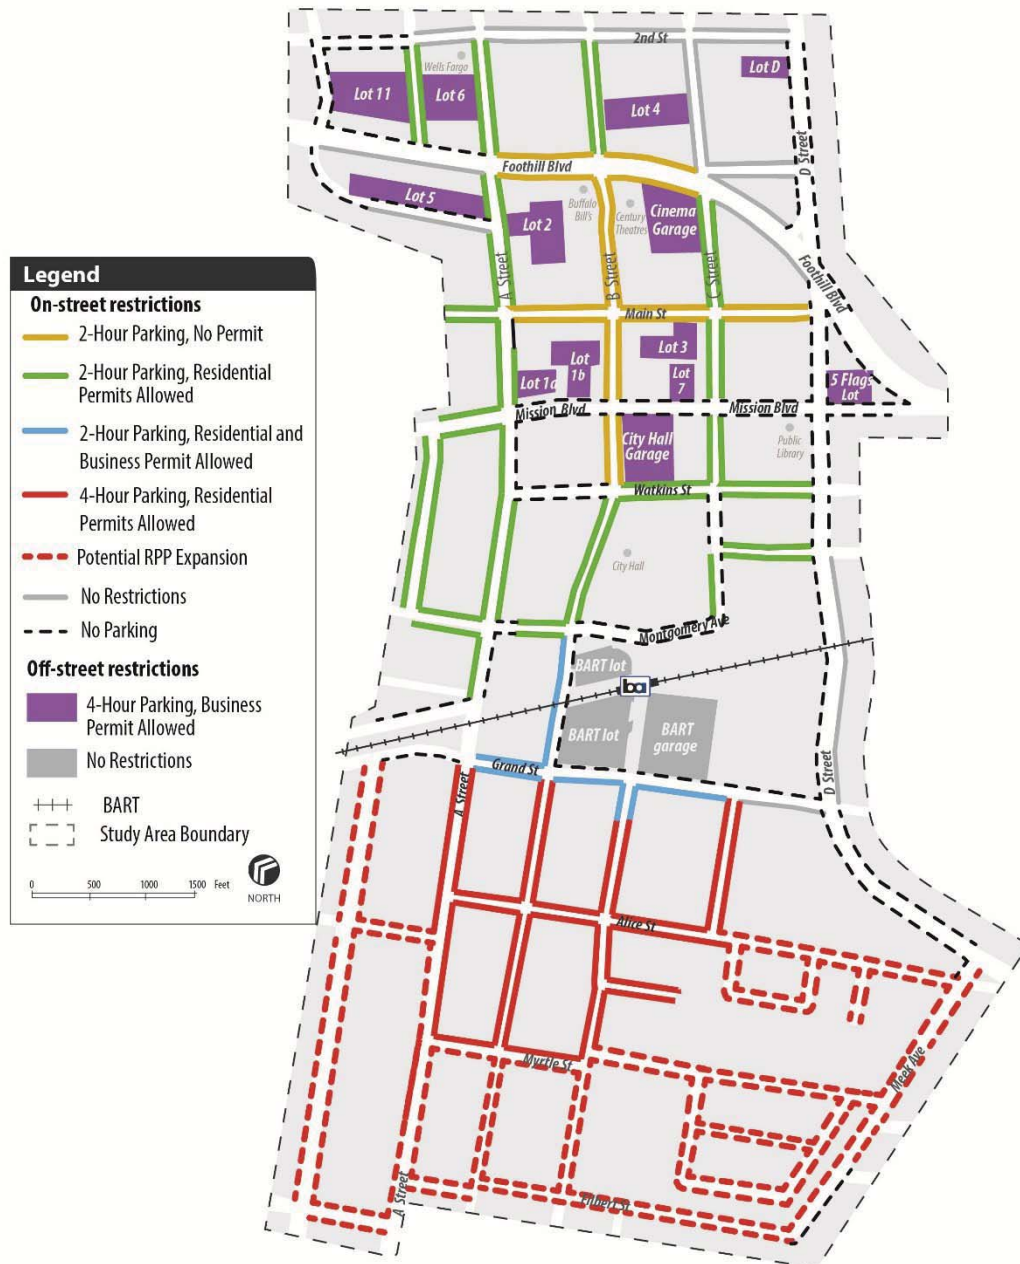 2nd St
Wells Fargo
Lot D
Lot 11
Lot 6
Lot 4
D Street
Foothill Blvd
Lot 5
Buffalo
Bill's
Century
Theatres
Cinema
Garage
Lot 2
A Street
B Street
C Street
Foothill Blvd
Main St
Lot
1b
Lot 3
Lot 1a
Lot
7
5 Flags
Lot
Mission Blvd
Mission Blvd
City Hall
Garage
Public
Library
Watkins St
City Hall
Montgomery Ave
BART lot
ba
BART lot
BART
garage
Grand St
A Street
D Street
Alice St
Myrtle St
Meek Ave
A Street
Filbert St
Legend
On-street restrictions
2-Hour Parking, No Permit
2-Hour Parking, Residential
Permits Allowed
2-Hour Parking, Residential and
Business Permit Allowed
4-Hour Parking, Residential
Permits Allowed
Potential RPP Expansion
No Restrictions
No Parking
Off-street restrictions
4-Hour Parking, Business
Permit Allowed
No Restrictions
BART
Study Area Boundary
0 500 1000 1500 Feet
NORTH